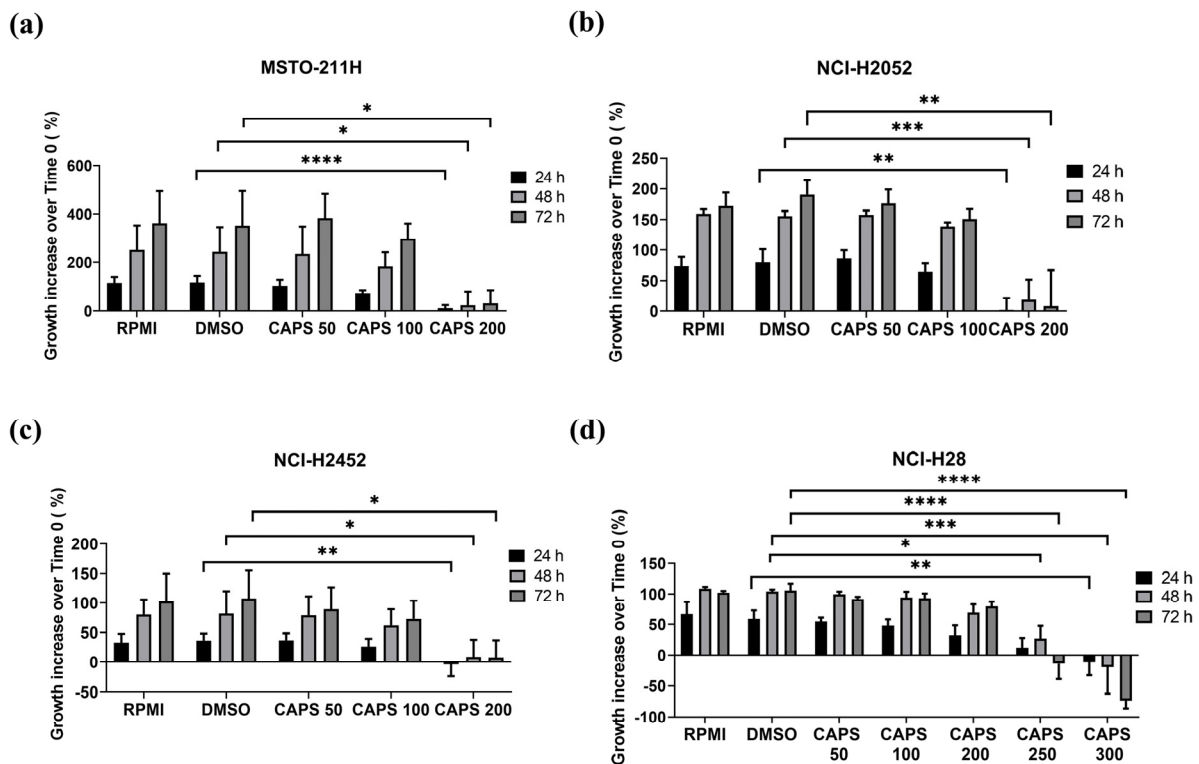 (a)
MSTO-211H
Growth increase over Time 0 ( %)
600
400
200
0
*
*
****
24 h
48 h
72 h
RPMI DMSO CAPS 50 CAPS 100 CAPS 200
(b)
NCI-H2052
Growth increase over Time 0 ( %)
250
200
150
100
50
0
**
***
**
24 h
48 h
72 h
RPMI DMSO CAPS 50 CAPS 100 CAPS 200
(c)
NCI-H2452
Growth increase over Time 0 ( %)
200
150
100
50
0
-50
*
*
**
24 h
48 h
72 h
RPMI DMSO CAPS 50 CAPS 100 CAPS 200
(d)
NCI-H28
Growth increase over Time 0 (%)
150
100
50
0
-50
-100
****
****
***
*
**
24 h
48 h
72 h
RPMI DMSO CAPS CAPS CAPS CAPS CAPS
50 100 200 250 300